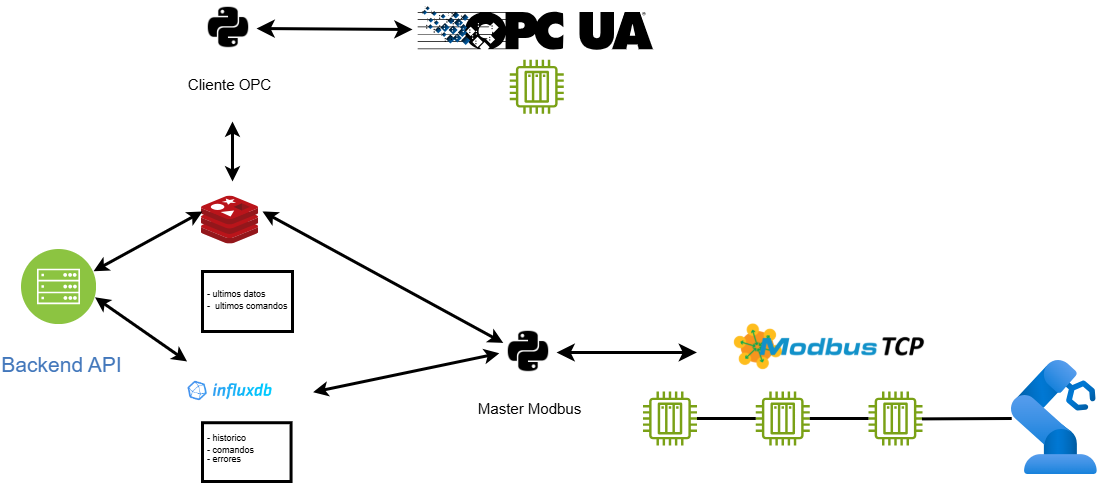 OPC UA
Cliente OPC
- ultimos datos
- ultimos comandos
Backend API
Modbus TCP
influxdb
Master Modbus
- historico
- comandos
- errores